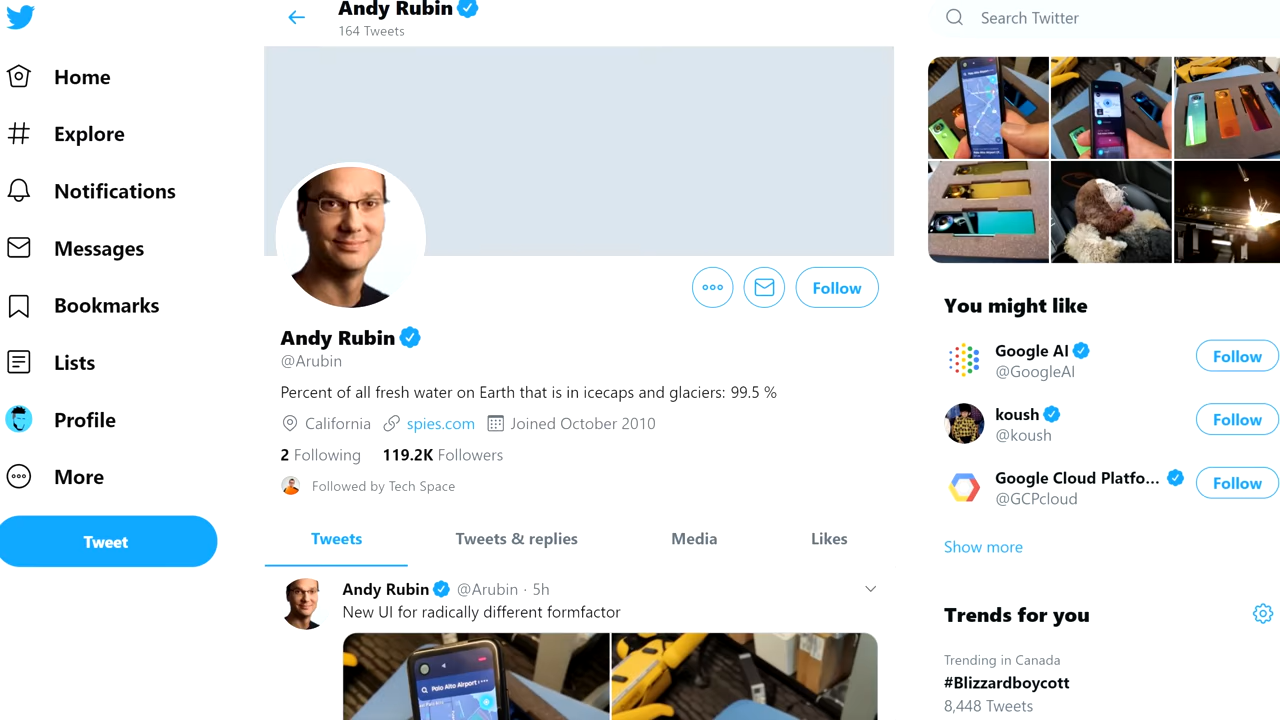 Home
Explore
Notifications
Messages
Bookmarks
Lists
Profile
More
Tweet
Andy Rubin
164 Tweets
Follow
Andy Rubin
@Arubin
Percent of all fresh water on Earth that is in icecaps and glaciers: 99.5 %
California spies.com Joined October 2010
2 Following 119.2K Followers
Followed by Tech Space
Tweets Tweets & replies Media Likes
Andy Rubin @Arubin · 5h
New UI for radically different formfactor
Palo Alto Airport
Search Twitter
You might like
Google AI
@GoogleAI
Follow
koush
@koush
Follow
Google Cloud Platfo...
@GCPcloud
Follow
Show more
Trends for you
Trending in Canada
#Blizzardboycott
8,448 Tweets